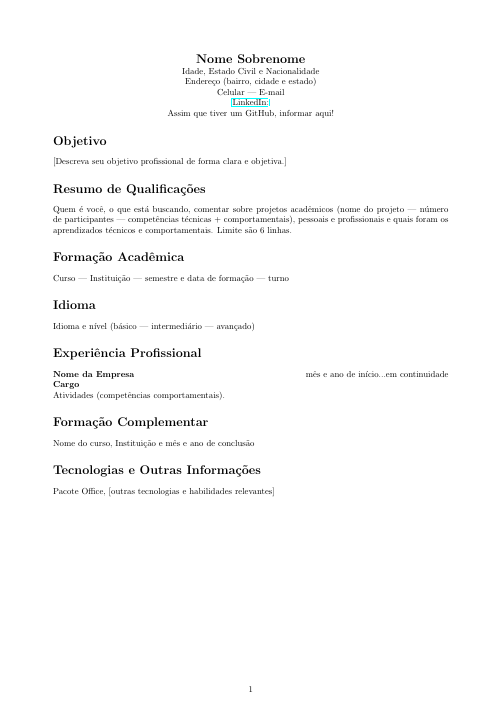 Nome Sobrenome
Idade, Estado Civil e Nacionalidade
Endereço (bairro, cidade e estado)
Celular — E-mail
LinkedIn:
Assim que tiver um GitHub, informar aqui!
Objetivo
[Descreva seu objetivo profissional de forma clara e objetiva.]
Resumo de Qualificações
Quem é você, o que está buscando, comentar sobre projetos acadêmicos (nome do projeto — número
de participantes — competências técnicas + comportamentais), pessoais e profissionais e quais foram os
aprendizados técnicos e comportamentais. Limite são 6 linhas.
Formação Acadêmica
Curso — Instituição — semestre e data de formação — turno
Idioma
Idioma e nível (básico — intermediário — avançado)
Experiência Profissional
Nome da Empresa mês e ano de início...em continuidade
Cargo
Atividades (competências comportamentais).
Formação Complementar
Nome do curso, Instituição e mês e ano de conclusão
Tecnologias e Outras Informações
Pacote Office, [outras tecnologias e habilidades relevantes]
1